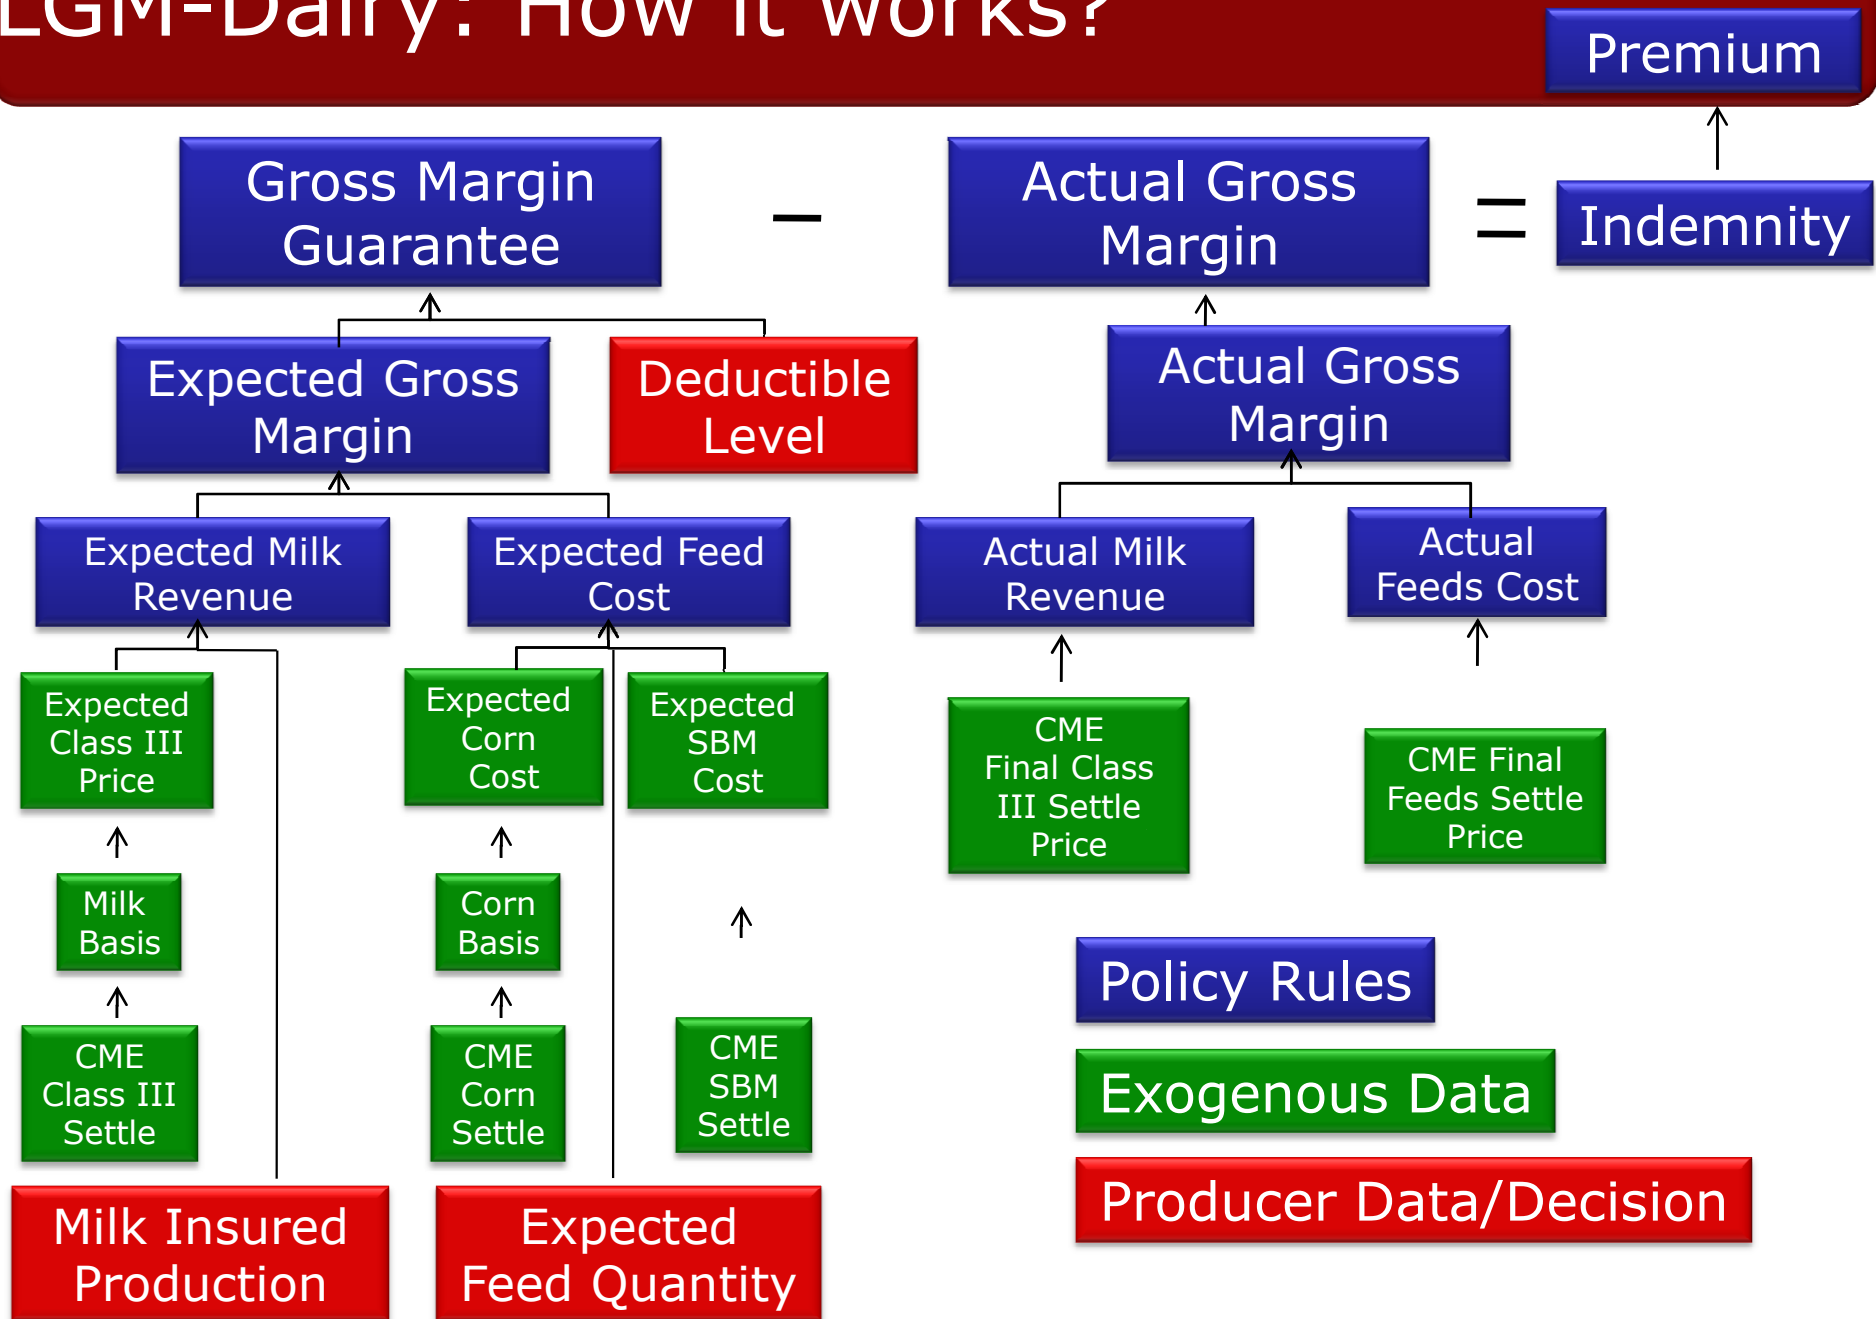 LGM-Dairy: How it works?
Premium
Gross Margin
Guarantee
–
Actual Gross
Margin
=
Indemnity
Expected Gross
Margin
Deductible
Level
Actual Gross
Margin
Expected Milk
Revenue
Expected Feed
Cost
Actual Milk
Revenue
Actual
Feeds Cost
Expected
Class III
Price
Expected
Corn
Cost
Expected
SBM
Cost
CME
Final Class
III Settle
Price
CME Final
Feeds Settle
Price
Milk
Basis
Corn
Basis
CME
Class III
Settle
CME
Corn
Settle
CME
SBM
Settle
Policy Rules
Exogenous Data
Producer Data/Decision
Milk Insured
Production
Expected
Feed Quantity